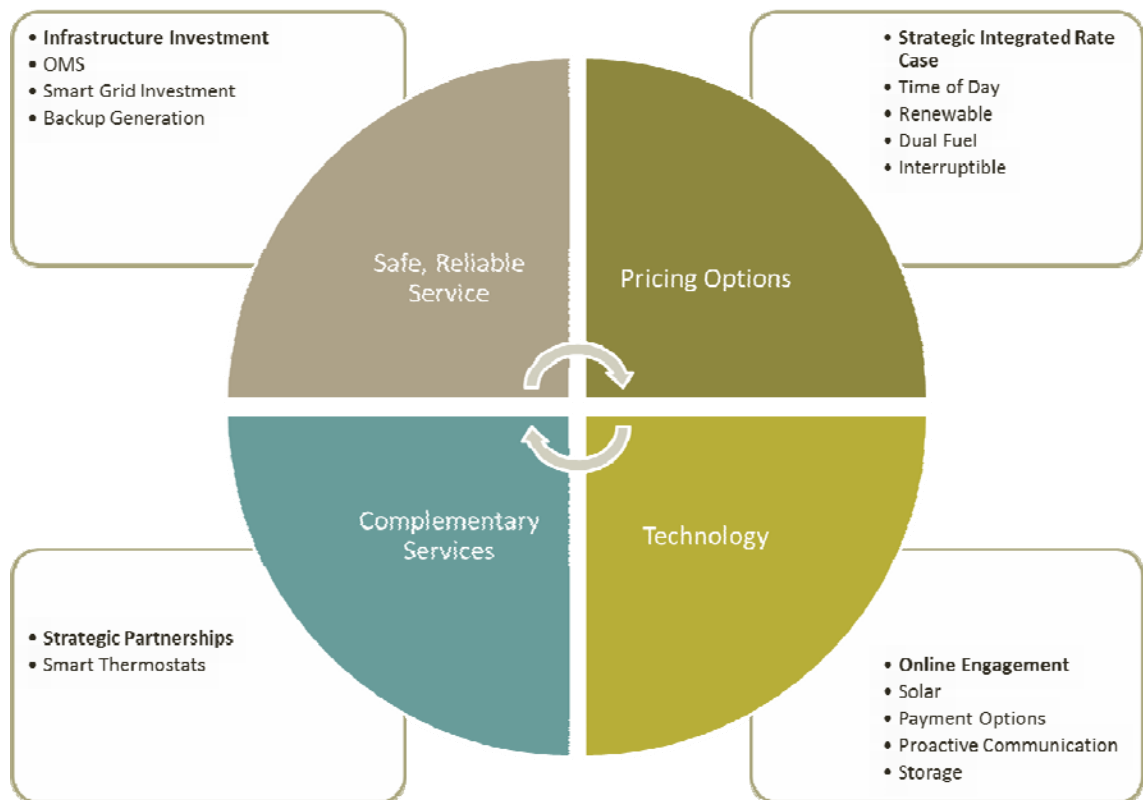 • Infrastructure Investment
• OMS
• Smart Grid Investment
• Backup Generation
• Strategic Integrated Rate
Case
• Time of Day
• Renewable
• Dual Fuel
• Interruptible
Safe, Reliable
Service
Pricing Options
Complementary
Services
Technology
• Strategic Partnerships
• Smart Thermostats
• Online Engagement
• Solar
• Payment Options
• Proactive Communication
• Storage